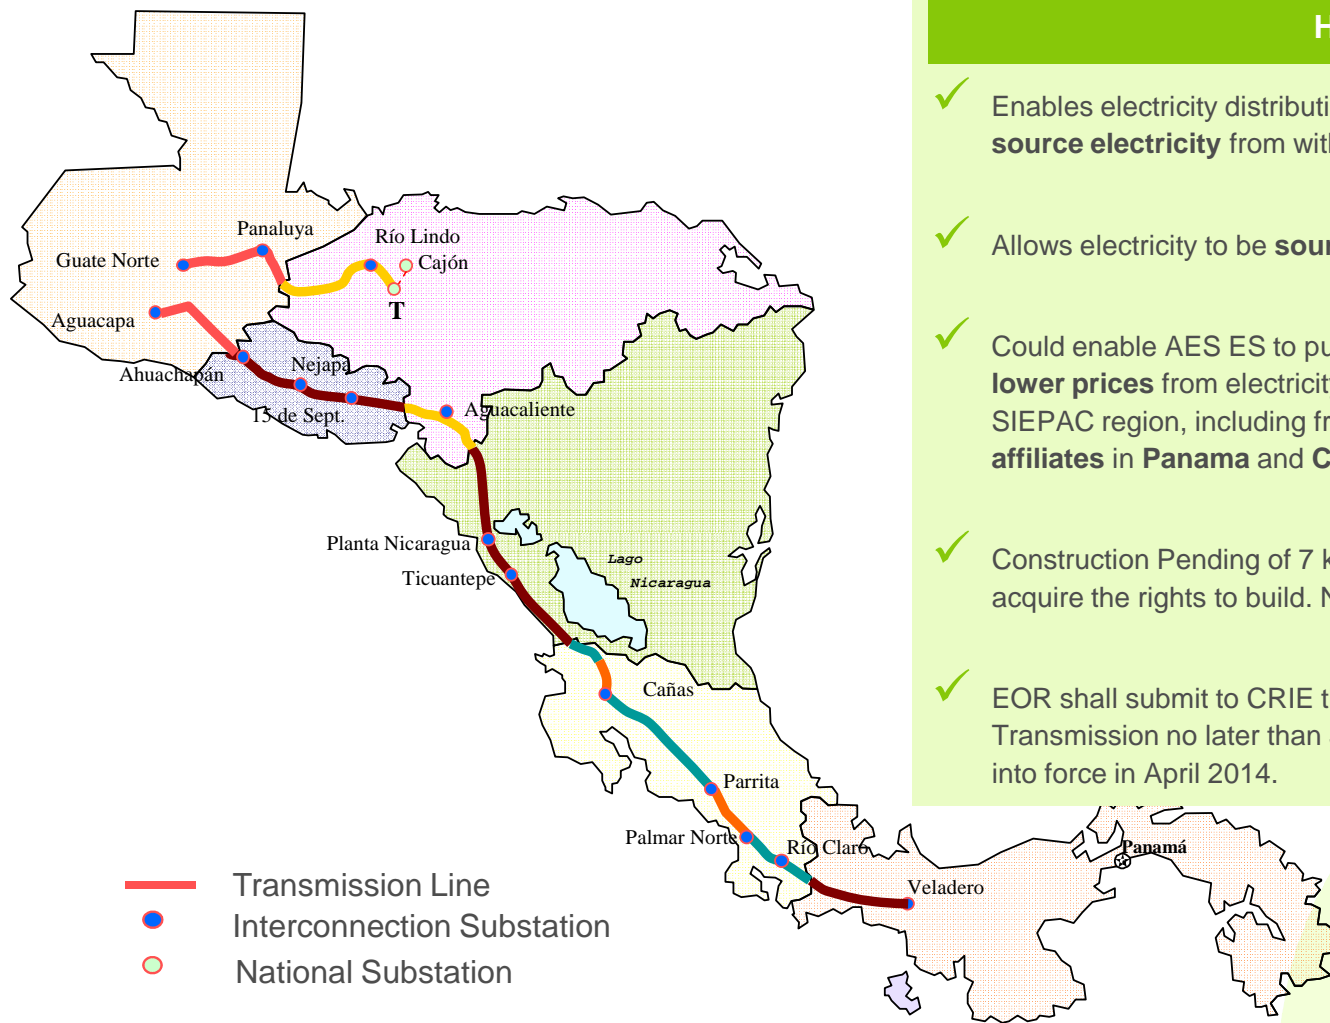 Panaluya
Río Lindo
Guate Norte
Cajón
Aguacapa
T
Nejapa
Ahuachapán
15 de Sept.
Aguacaliente
Planta Nicaragua
Ticuantepe
Lago
Nicaragua
Cañas
Parrita
Palmar Norte
Río Claro
Panamá
Veladero
Transmission Line
Interconnection Substation
National Substation
H
Enables electricity distributi
source electricity from wit
Allows electricity to be sour
Could enable AES ES to pu
lower prices from electricit
SIEPAC region, including fr
affiliates in Panama and C
Construction Pending of 7 k
acquire the rights to build. N
EOR shall submit to CRIE t
Transmission no later than
into force in April 2014.